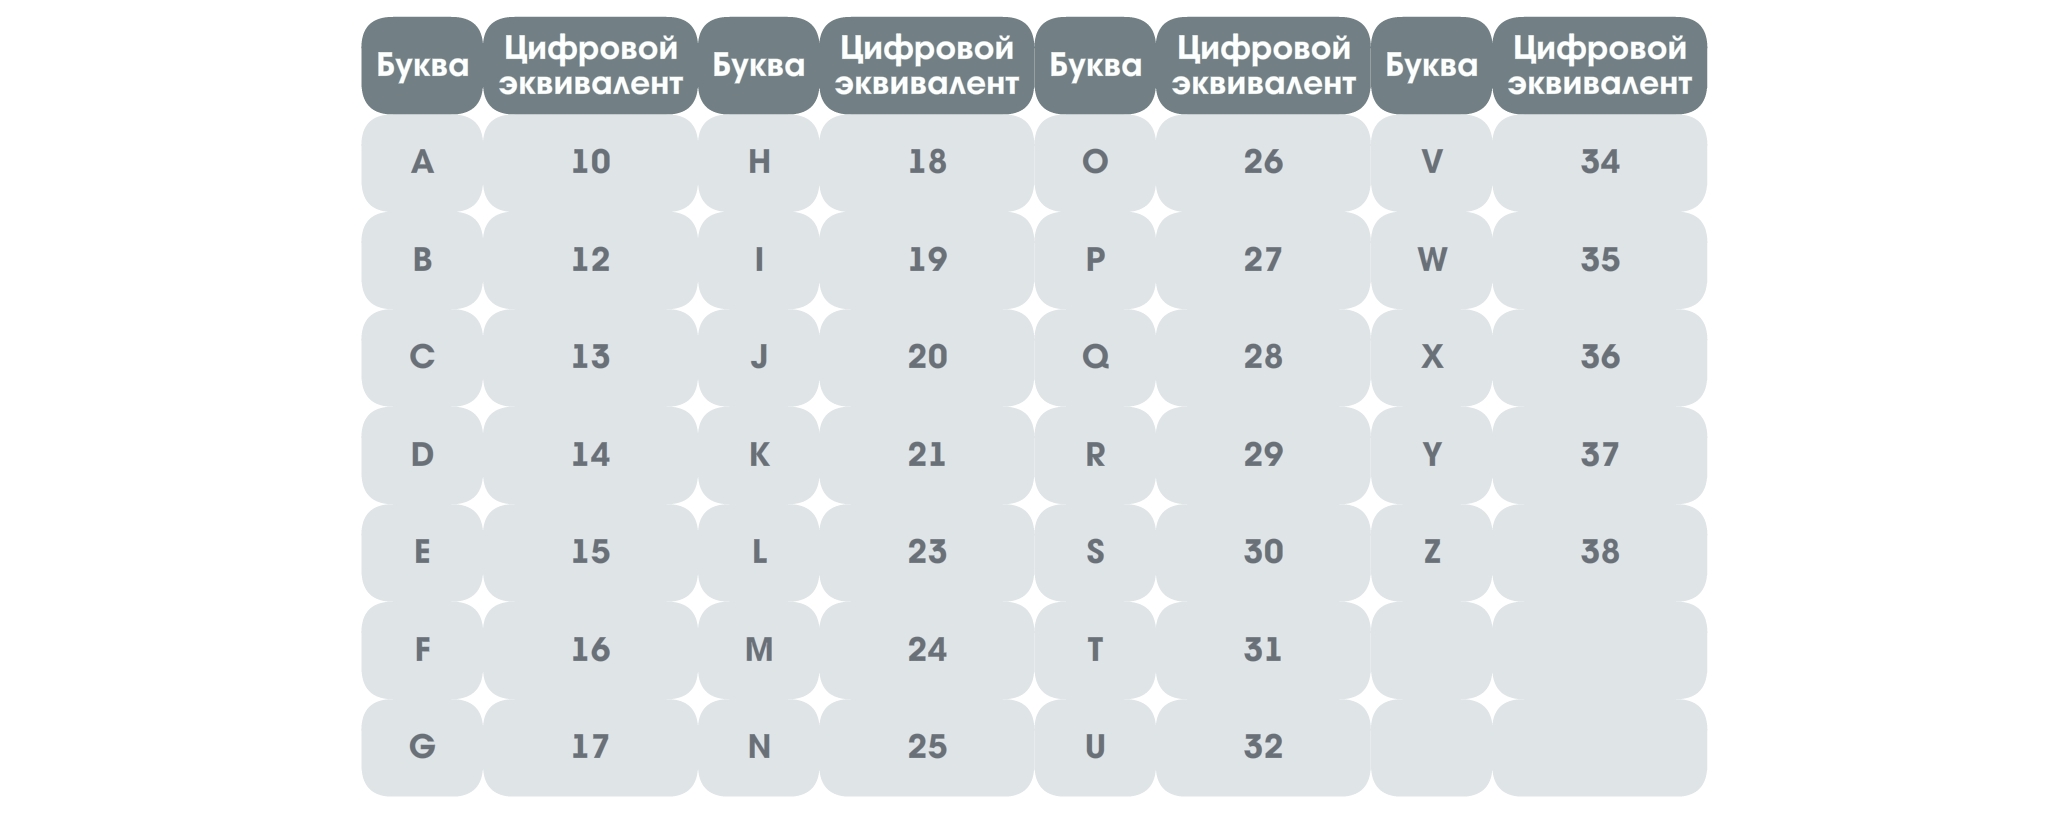 Буква Цифровой эквивалент Буква Цифровой эквивалент Буква Цифровой эквивалент Буква Цифровой эквивалент
A 10 H 18 O 26 V 34
B 12 I 19 P 27 W 35
C 13 J 20 Q 28 X 36
D 14 K 21 R 29 Y 37
E 15 L 23 S 30 Z 38
F 16 M 24 T 31
G 17 N 25 U 32